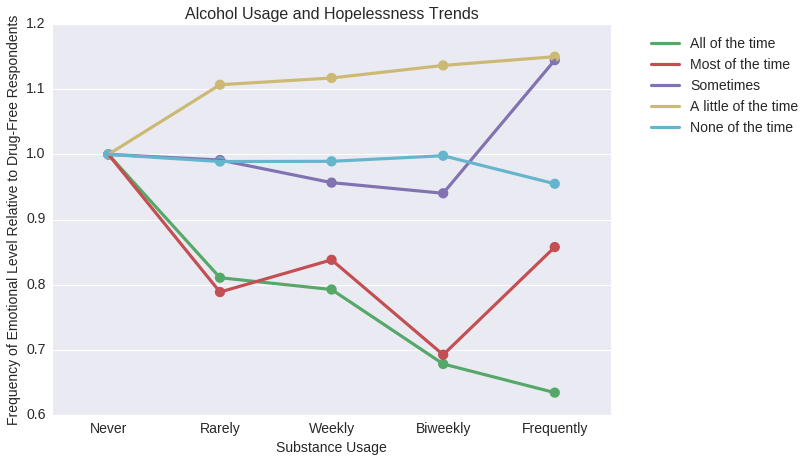 Alcohol Usage and Hopelessness Trends
Frequency of Emotional Level Relative to Drug-Free Respondents
1.2
1.1
1.0
0.9
0.8
0.7
0.6
Never Rarely Weekly Biweekly Frequently
Substance Usage
All of the time
Most of the time
Sometimes
A little of the time
None of the time